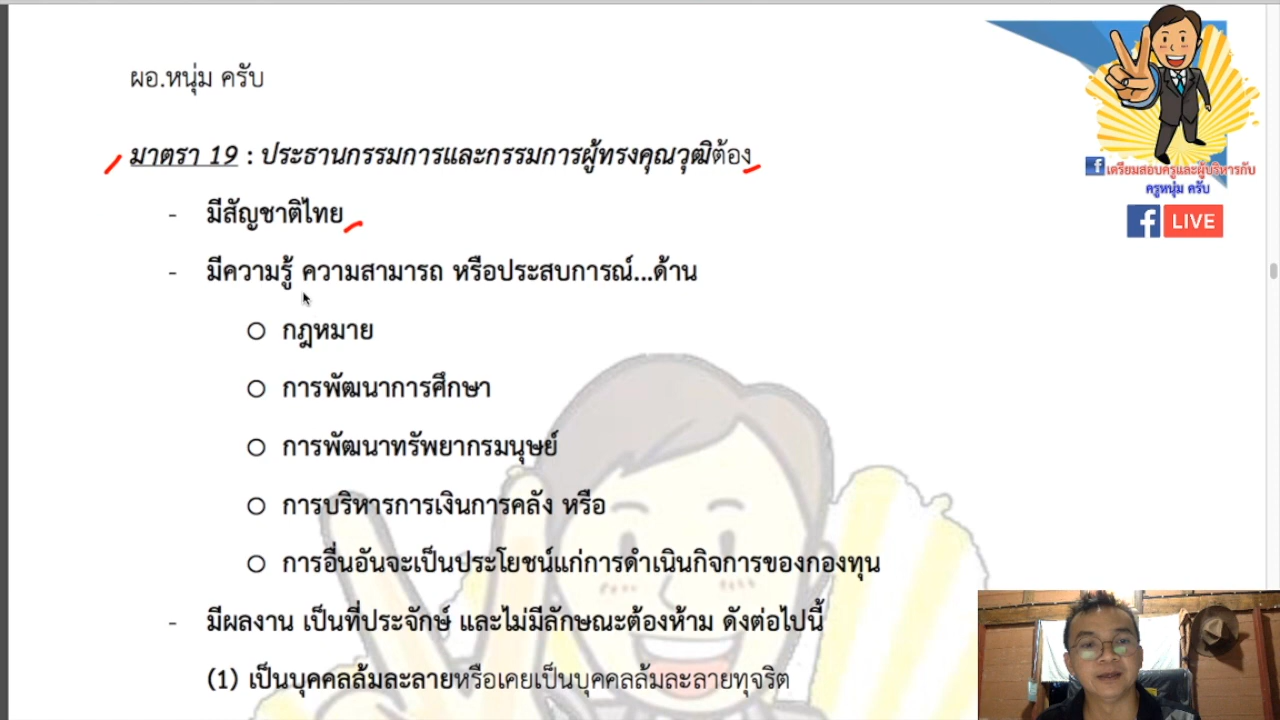 ผอ.หนุ่ม ครับ
มาตรา 19 : ประธานกรรมการและกรรมการผู้ทรงคุณวุฒิต้อง
- มีสัญชาติไทย
- มีความรู้ ความสามารถ หรือประสบการณ์...ด้าน
○ กฎหมาย
○ การพัฒนาการศึกษา
○ การพัฒนาทรัพยากรมนุษย์
○ การบริหารการเงินการคลัง หรือ
○ การอื่นอันจะเป็นประโยชน์แก่การดำเนินกิจการของกองทุน
- มีผลงาน เป็นที่ประจักษ์ และไม่มีลักษณะต้องห้าม ดังต่อไปนี้
(1) เป็นบุคคลล้มละลายหรือเคยเป็นบุคคลล้มละลายทุจริต
f เตรียมสอบครูและผู้บริหารกับ
ครูหนุ่ม ครับ
f LIVE